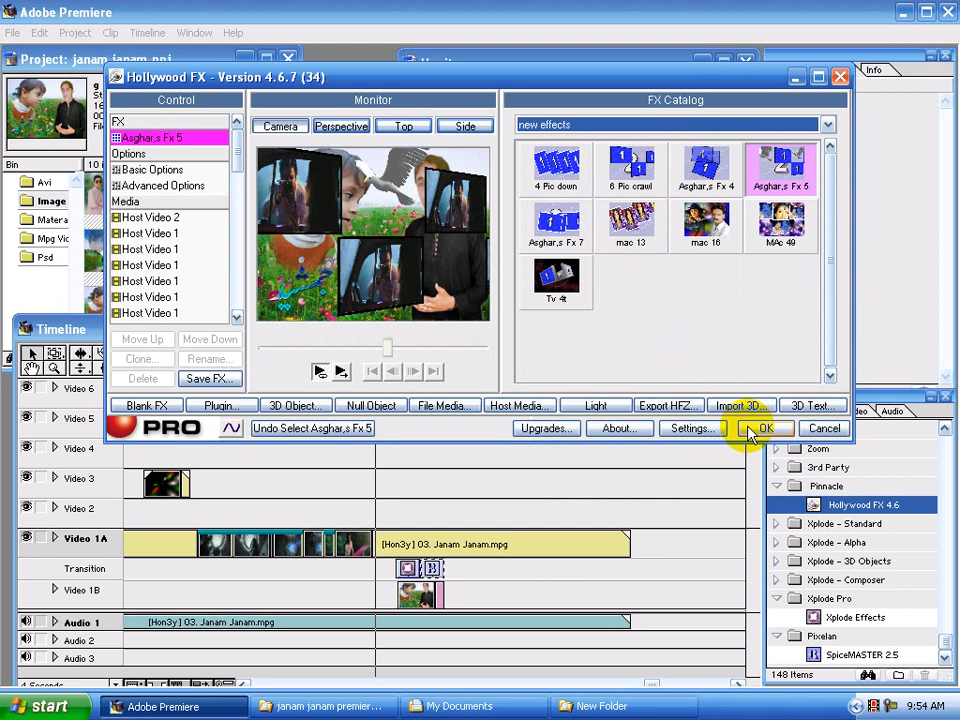 Adobe Premiere
File Edit Project Clip Timeline Window Help
Project: janam janam.ppj
Info
Hollywood FX - Version 4.6.7 (34)
Control
FX
Asghar,s Fx 5
Options
Basic Options
Advanced Options
Media
Host Video 2
Host Video 1
Host Video 1
Host Video 1
Host Video 1
Host Video 1
Host Video 1
Move Up Move Down
Clone... Rename...
Delete Save FX...
Monitor
Camera Perspective Top Side
جمشید
FX Catalog
new effects
4 Pic down 6 Pic crawl Asghar,s Fx 4 Asghar,s Fx 5
Asghar,s Fx 7 mac 13 mac 16 MAc 49
Tv 4t
Blank FX Plugin... 3D Object... Null Object File Media... Host Media... Light Export HFZ... Import 3D... 3D Text...
PRO Undo Select Asghar,s Fx 5 Upgrades... About... Settings... OK Cancel
Bin
10 i
Avi
Image
Matera
Mpg Vic
Psd
Timeline
Video 6
Video 5
Video 4
Video 3
Video 2
Video 1A [Hon3y] 03. Janam Janam.mpg
Transition
Video 1B
Audio 1 [Hon3y] 03. Janam Janam.mpg
Audio 2
Audio 3
4 Seconds
Audio
Zoom
3rd Party
Pinnacle
Hollywood FX 4.6
Xplode - Standard
Xplode - Alpha
Xplode - 3D Objects
Xplode - Composer
Xplode Pro
Xplode Effects
Pixelan
SpiceMASTER 2.5
148 Items
start Adobe Premiere janam janam premier... My Documents New Folder 9:54 AM